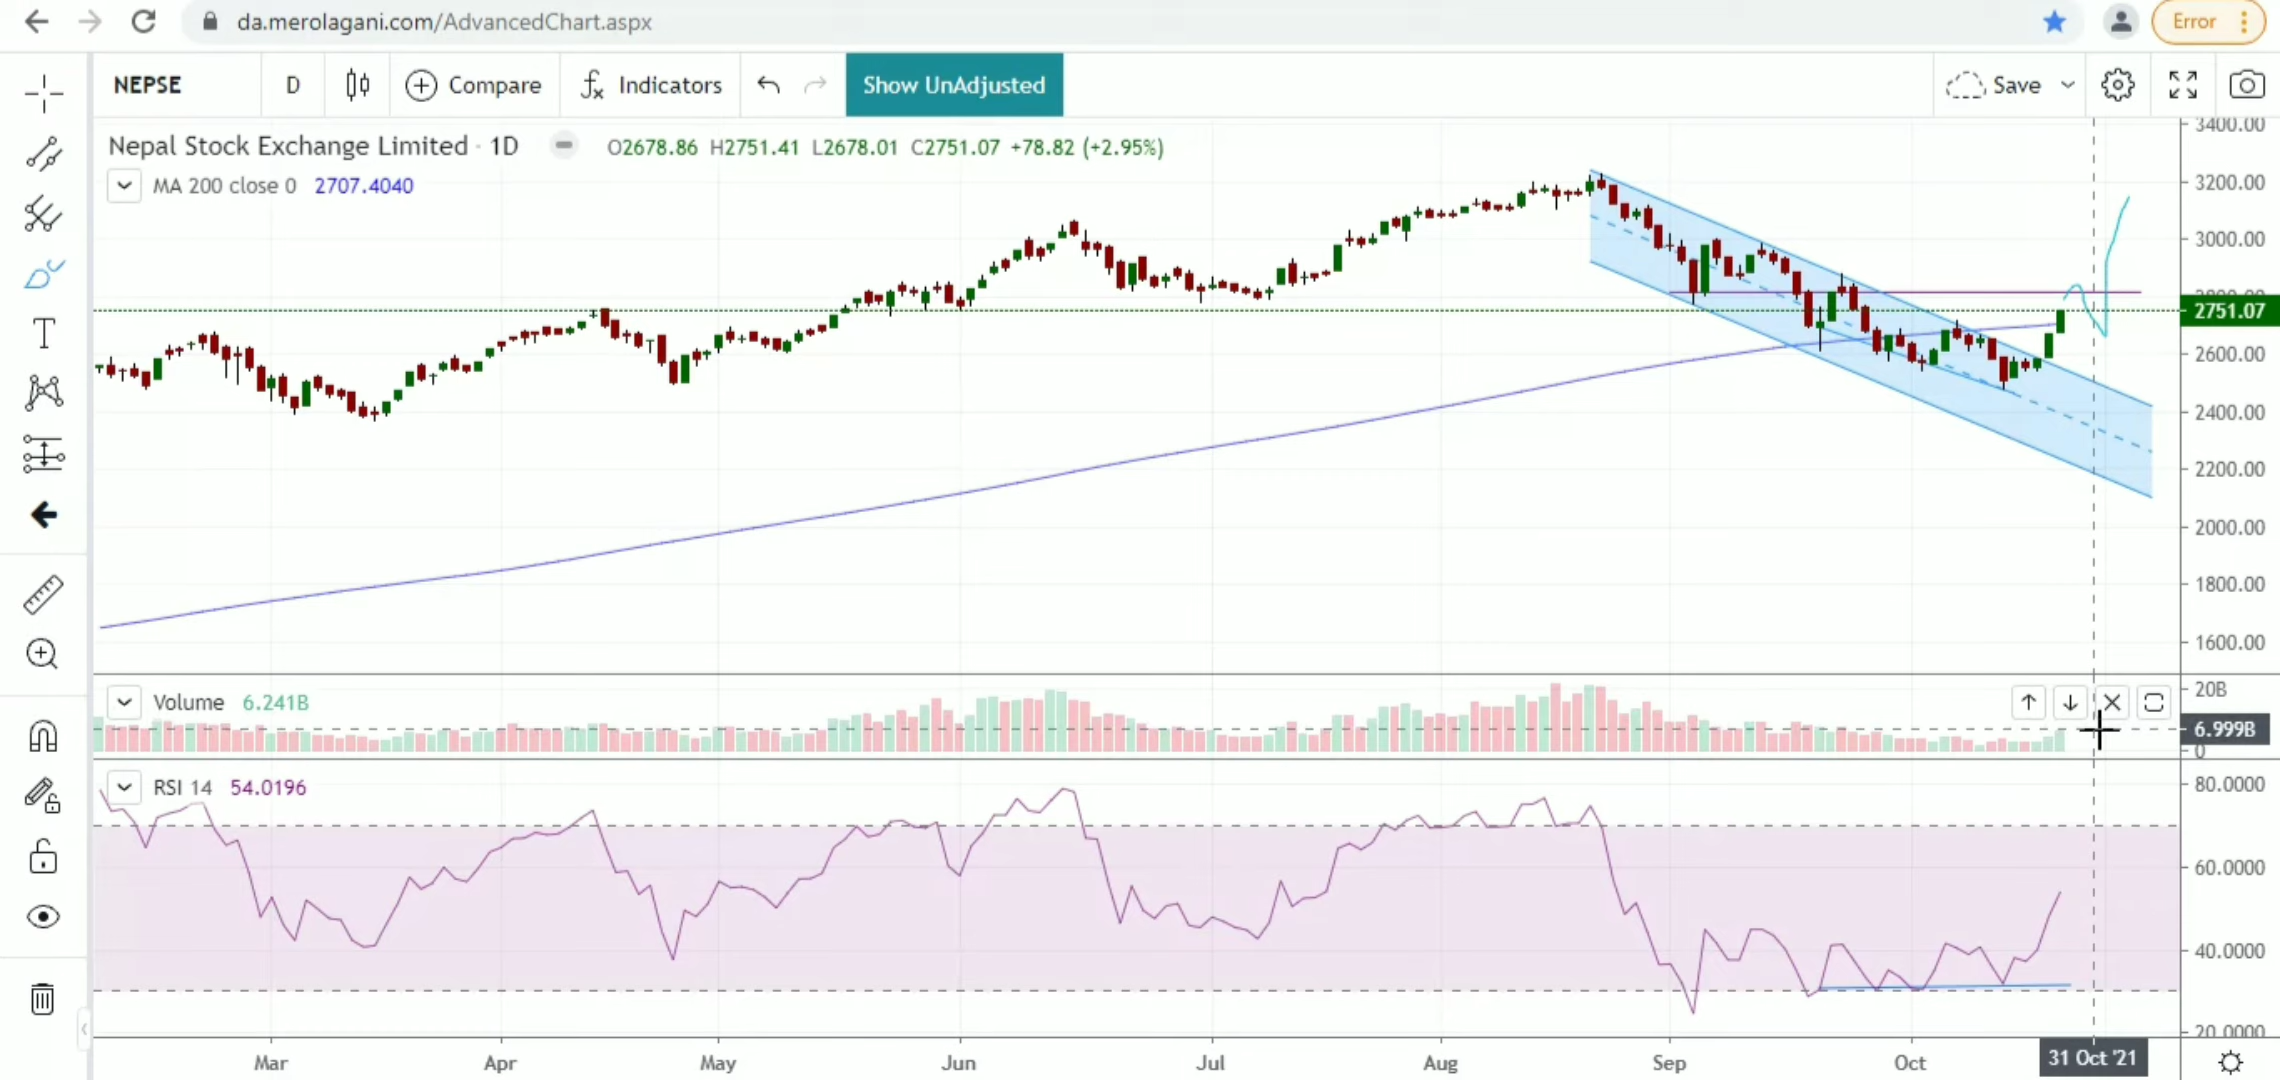 da.merolagani.com/AdvancedChart.aspx
Error
NEPSE D Compare Indicators Show UnAdjusted Save
Nepal Stock Exchange Limited · 1D O2678.86 H2751.41 L2678.01 C2751.07 +78.82 (+2.95%)
MA 200 close 0 2707.4040
3400.00
3200.00
3000.00
2751.07
2600.00
2400.00
2200.00
2000.00
1800.00
1600.00
Volume 6.241B
20B
6.999B
0
RSI 14 54.0196
80.0000
60.0000
40.0000
20.0000
Mar Apr May Jun Jul Aug Sep Oct 31 Oct '21